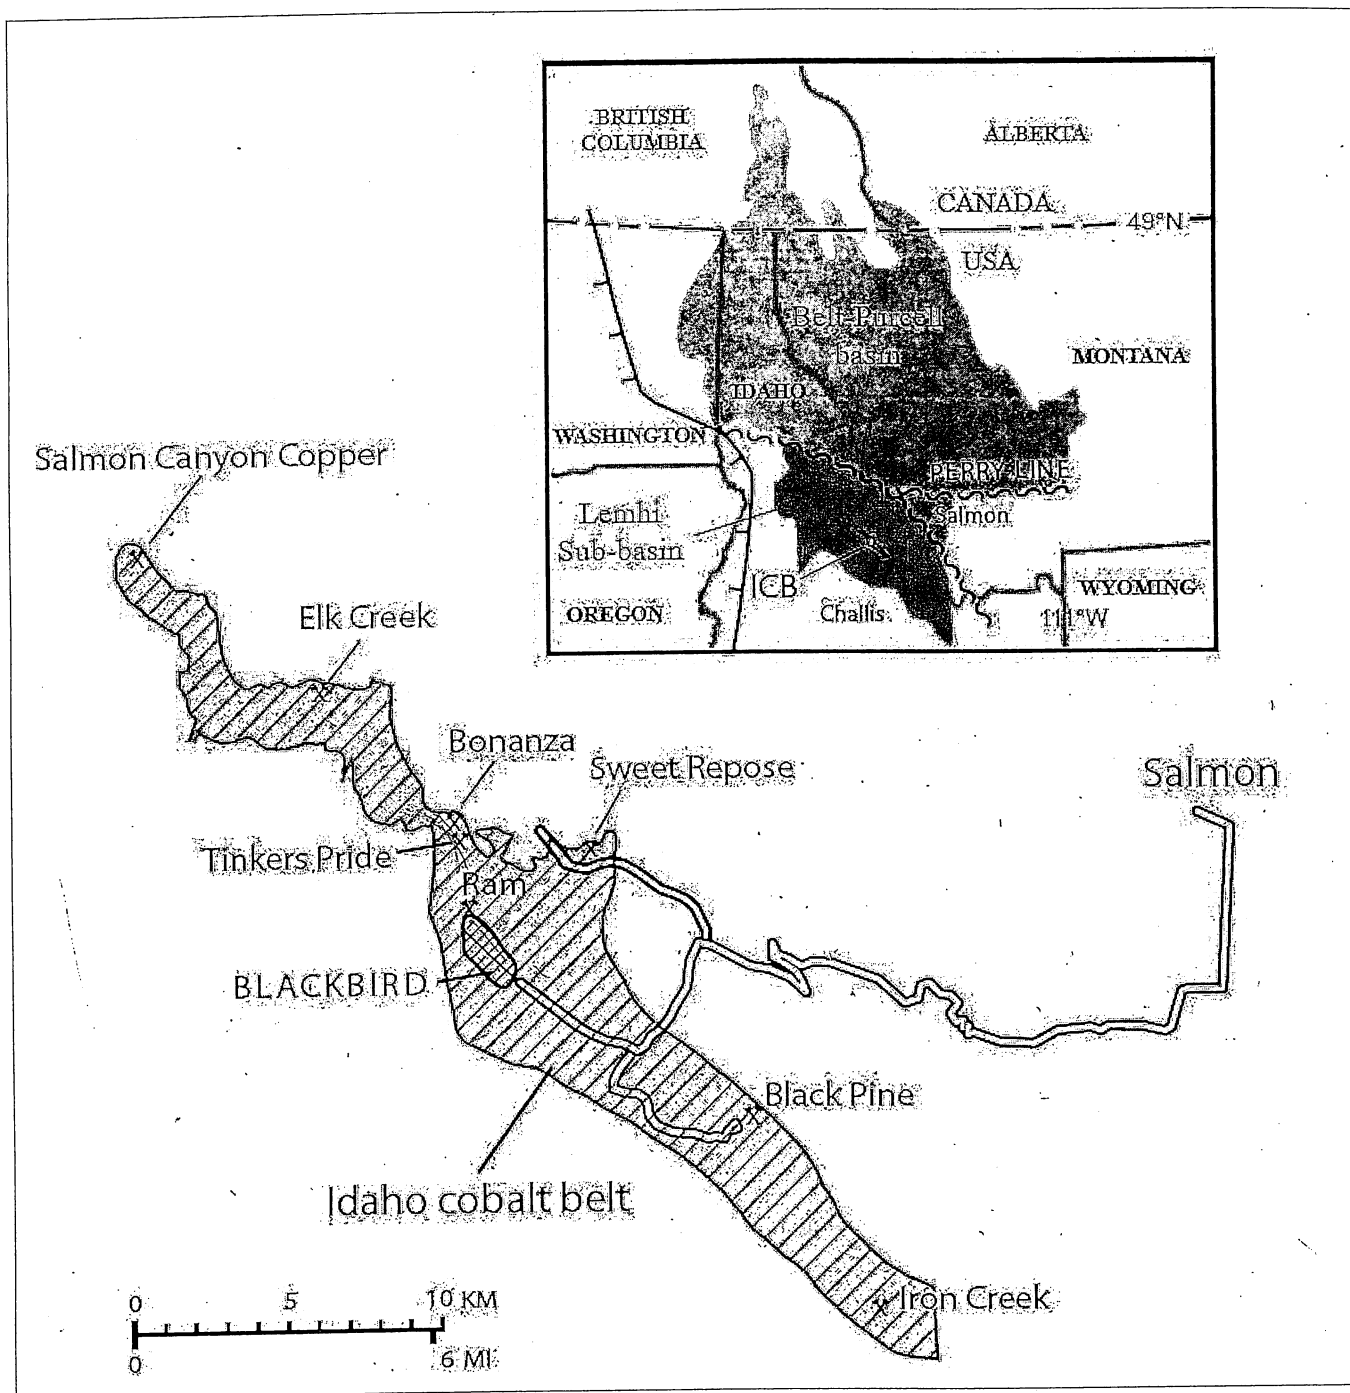 BRITISH
COLUMBIA
ALBERTA
CANADA
49°N
USA
Belt-Purcell
basin
MONTANA
IDAHO
WASHINGTON
PERRY LINE
Lemhi
Sub-basin
Salmon
ICB
OREGON
Challis
WYOMING
111°W
Salmon Canyon Copper
Elk Creek
Bonanza
Sweet Repose
Salmon
Tinkers Pride
Ram
BLACKBIRD
Black Pine
Idaho cobalt belt
Iron Creek
0 5 10 KM
0 6 MI